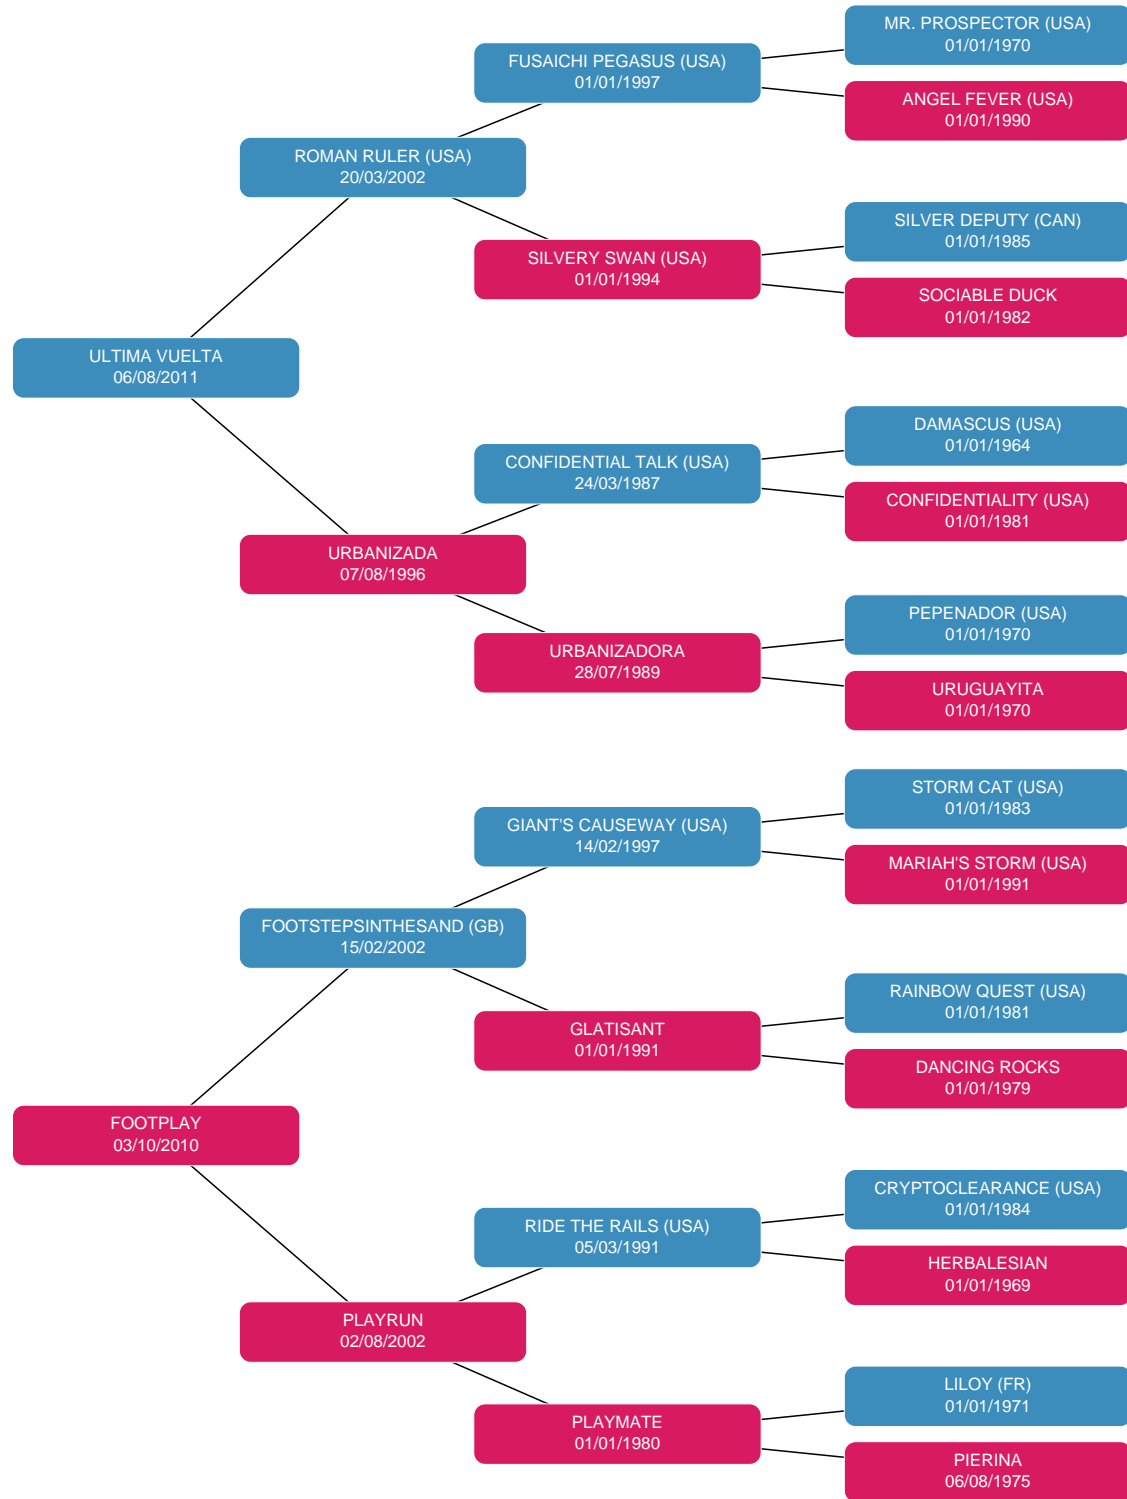 MR. PROSPECTOR (USA)
01/01/1970
FUSAICHI PEGASUS (USA)
01/01/1997
ANGEL FEVER (USA)
01/01/1990
ROMAN RULER (USA)
20/03/2002
SILVER DEPUTY (CAN)
01/01/1985
SILVERY SWAN (USA)
01/01/1994
SOCIABLE DUCK
01/01/1982
ULTIMA VUELTA
06/08/2011
DAMASCUS (USA)
01/01/1964
CONFIDENTIAL TALK (USA)
24/03/1987
CONFIDENTIALITY (USA)
01/01/1981
URBANIZADA
07/08/1996
PEPENADOR (USA)
01/01/1970
URBANIZADORA
28/07/1989
URUGUAYITA
01/01/1970
STORM CAT (USA)
01/01/1983
GIANT'S CAUSEWAY (USA)
14/02/1997
MARIAH'S STORM (USA)
01/01/1991
FOOTSTEPSINTHESAND (GB)
15/02/2002
RAINBOW QUEST (USA)
01/01/1981
GLATISANT
01/01/1991
DANCING ROCKS
01/01/1979
FOOTPLAY
03/10/2010
CRYPTOCLEARANCE (USA)
01/01/1984
RIDE THE RAILS (USA)
05/03/1991
HERBALESIAN
01/01/1969
PLAYRUN
02/08/2002
LILOY (FR)
01/01/1971
PLAYMATE
01/01/1980
PIERINA
06/08/1975